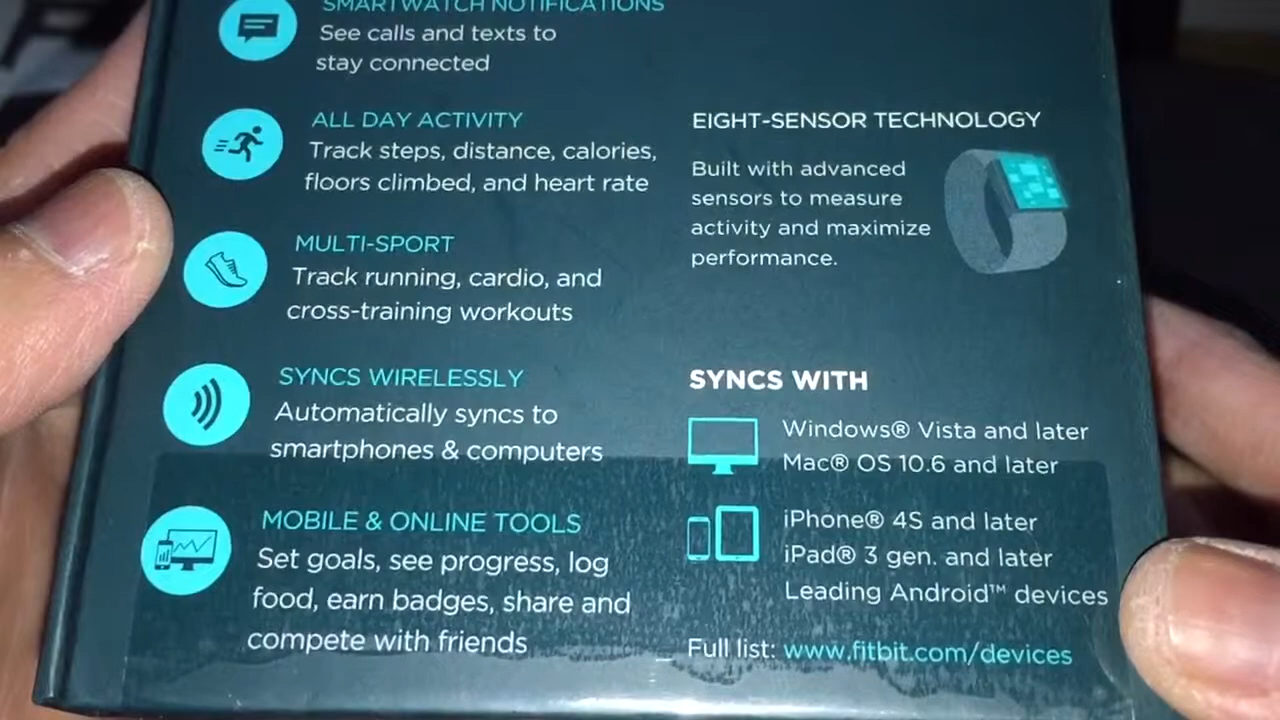 SMARTWATCH NOTIFICATIONS
See calls and texts to
stay connected
ALL DAY ACTIVITY
Track steps, distance, calories,
floors climbed, and heart rate
MULTI-SPORT
Track running, cardio, and
cross-training workouts
SYNCS WIRELESSLY
Automatically syncs to
smartphones & computers
MOBILE & ONLINE TOOLS
Set goals, see progress, log
food, earn badges, share and
compete with friends
EIGHT-SENSOR TECHNOLOGY
Built with advanced
sensors to measure
activity and maximize
performance.
SYNCS WITH
Windows® Vista and later
Mac® OS 10.6 and later
iPhone® 4S and later
iPad® 3 gen. and later
Leading Android™ devices
Full list: www.fitbit.com/devices